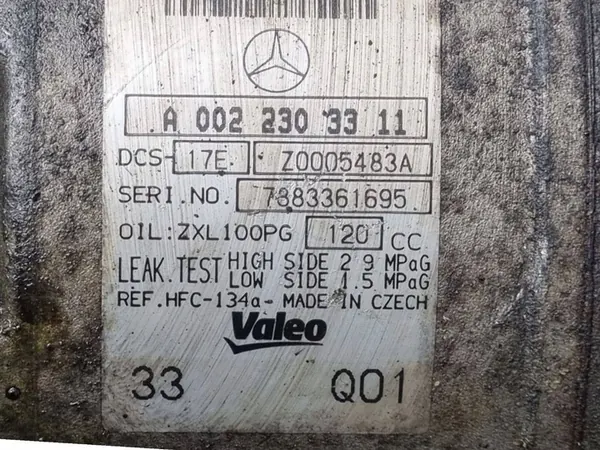 A 002 230 33 11
DCS-17E Z0005483A
SERI.NO. 7383361695
OIL:ZXL100PG 120 CC
LEAK.TEST HIGH SIDE 2.9 MPaG
LOW SIDE 1.5 MPaG
REF.HFC-134a- MADE IN CZECH
Valeo
33 Q01